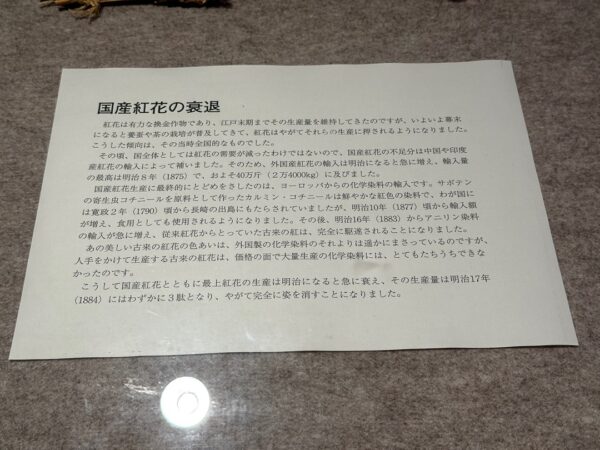 国産紅花の衰退
紅花は有力な換金作物であり、江戸末期までその生産量を維持してきたのですが、いよいよ幕末
になると養蚕や茶の栽培が普及してきて、紅花はやがてそれらの生産に押されるようになりました。
こうした傾向は、その当時全国的なものでした。
その頃、国全体としては紅花の需要が減ったわけではないので、国産紅花の不足分は中国や印度
産紅花の輸入によって補いました。そのため、外国産紅花の輸入は明治になると急に増え、輸入量
の最高は明治8年（1875）で、およそ40万斤（2万4000kg）に及びました。
国産紅花生産に最終的にとどめをさしたのは、ヨーロッパからの化学染料の輸入です。サボテン
の寄生虫コチニールを原料として作ったカルミン・コチニールは鮮やかな紅色の染料で、わが国に
は寛政2年（1790）頃から長崎の出島にもたらされていましたが、明治10年（1877）頃から輸入額
が増え、食用としても使用されるようになりました。その後、明治16年（1883）からアニリン染料
の輸入が急に増え、従来紅花からとっていた古来の紅は、完全に駆逐されることになりました。
あの美しい古来の紅花の色あいは、外国製の化学染料のそれよりは遥かにまさっているのですが、
人手をかけて生産する古来の紅花は、価格の面で大量生産の化学染料には、とてもたちうちできな
かったのです。
こうして国産紅花とともに最上紅花の生産は明治になると急に衰え、その生産量は明治17年
（1884）にはわずかに3駄となり、やがて完全に姿を消すことになりました。